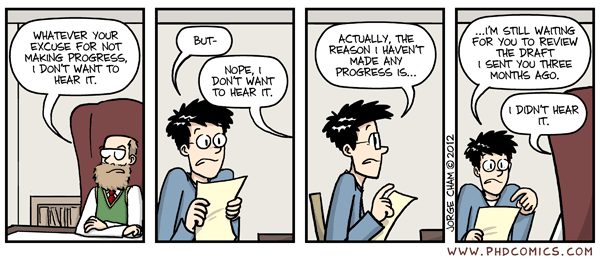 WHATEVER YOUR
EXCUSE FOR NOT
MAKING PROGRESS,
I DON'T WANT TO
HEAR IT.
BUT-
NOPE, I
DON'T WANT
TO HEAR IT.
ACTUALLY, THE
REASON I HAVEN'T
MADE ANY
PROGRESS IS...
...I'M STILL WAITING
FOR YOU TO REVIEW
THE DRAFT
I SENT YOU THREE
MONTHS AGO.
I DIDN'T HEAR
IT.
JORGE CHAM © 2012
WWW.PHDCOMICS.COM